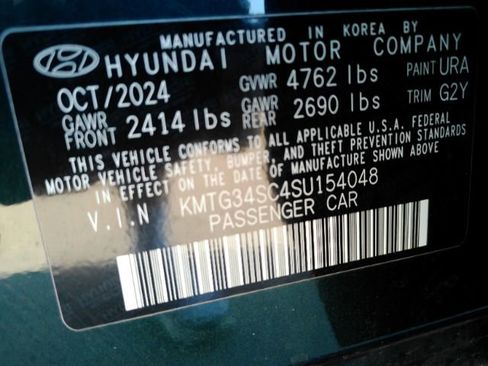 MANUFACTURED IN KOREA BY
HYUNDAI MOTOR COMPANY
OCT/2024 GVWR 4762 lbs PAINT URA
GAWR FRONT 2414 lbs GAWR REAR 2690 lbs TRIM G2Y
THIS VEHICLE CONFORMS TO ALL APPLICABLE U.S.A. FEDERAL
MOTOR VEHICLE SAFETY, BUMPER, AND THEFT PREVENTION STANDARDS
IN EFFECT ON THE DATE OF MANUFACTURE SHOWN ABOVE.
V.I.N KMTG34SC4SU154048
PASSENGER CAR